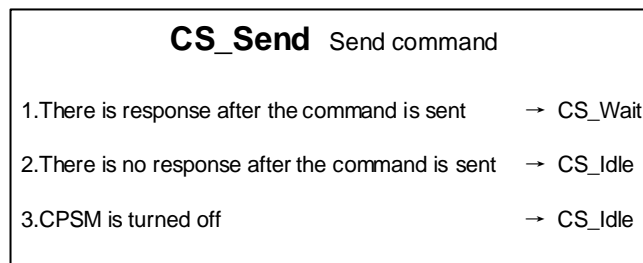 CS_Send Send command
1.There is response after the command is sent → CS_Wait
2.There is no response after the command is sent → CS_Idle
3.CPSM is turned off → CS_Idle